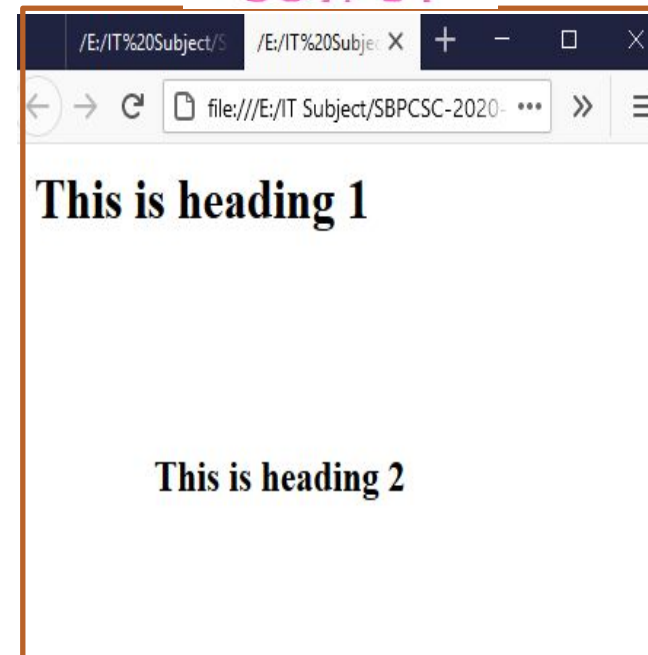 /E:/IT%20Subject/S /E:/IT%20Subjec
file:///E:/IT Subject/SBPCSC-2020-
This is heading 1
This is heading 2